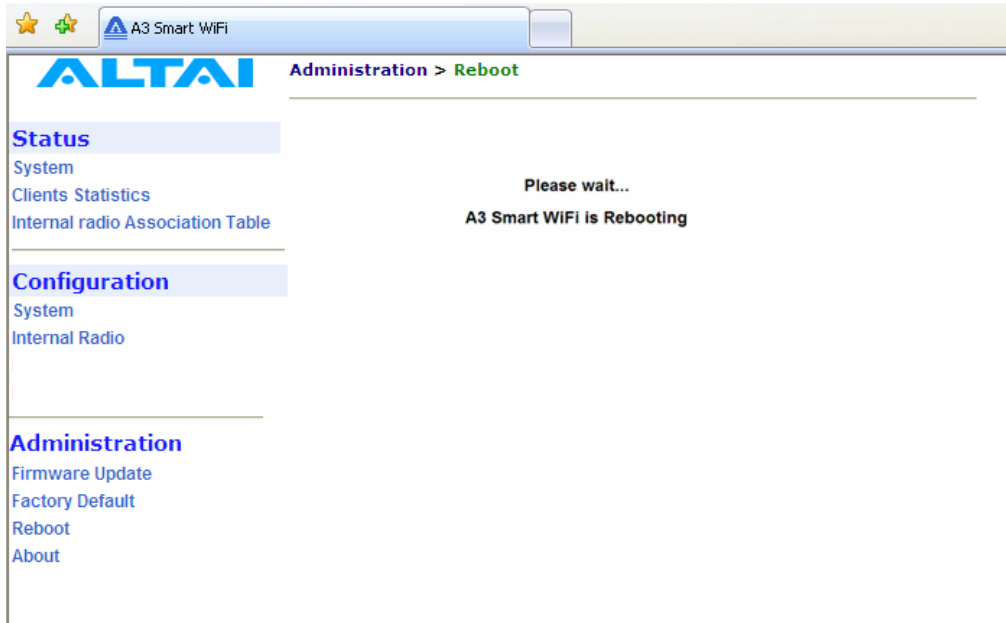 A3 Smart WiFi
ALTAI
Administration > Reboot
Status
System
Clients Statistics
Internal radio Association Table
Configuration
System
Internal Radio
Administration
Firmware Update
Factory Default
Reboot
About
Please wait...
A3 Smart WiFi is Rebooting